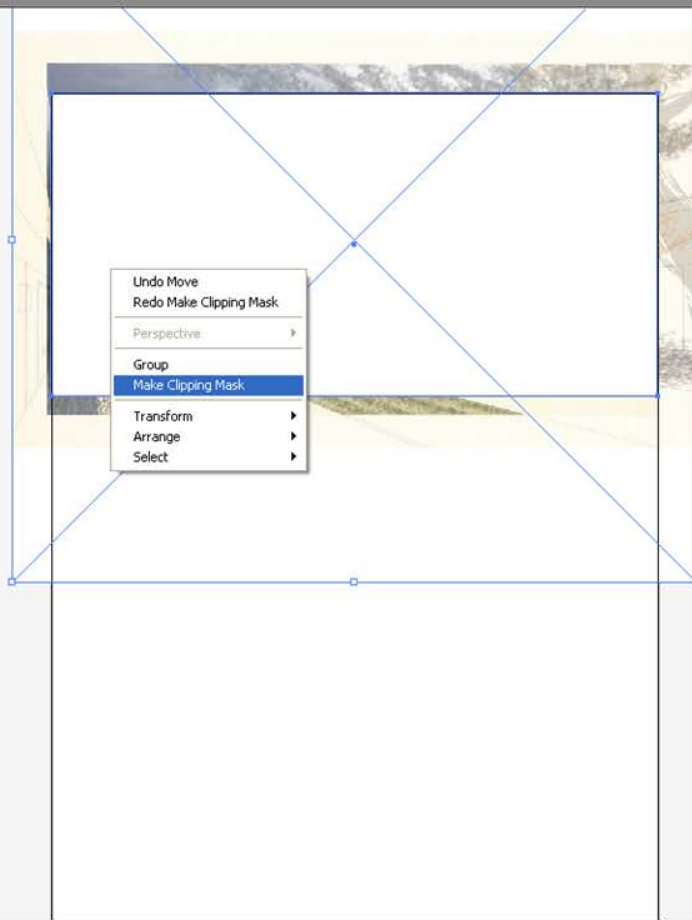 Undo Move
Redo Make Clipping Mask
Perspective
Group
Make Clipping Mask
Transform
Arrange
Select